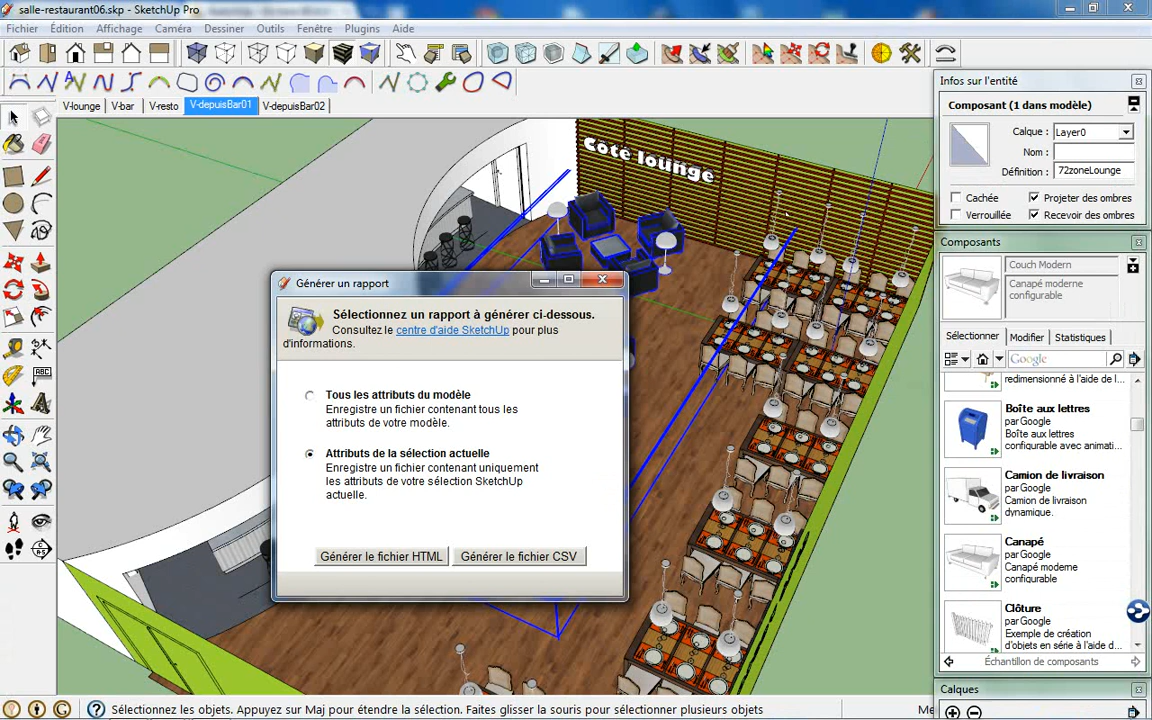 salle-restaurant06.skp - SketchUp Pro
Fichier Édition Affichage Caméra Dessiner Outils Fenêtre Plugins Aide
V-lounge V-bar V-resto V-depuisBar01 V-depuisBar02
Côté lounge
Générer un rapport
Sélectionnez un rapport à générer ci-dessous.
Consultez le centre d'aide SketchUp pour plus
d'informations.
Tous les attributs du modèle
Enregistre un fichier contenant tous les
attributs de votre modèle.
Attributs de la sélection actuelle
Enregistre un fichier contenant uniquement
les attributs de votre sélection SketchUp
actuelle.
Générer le fichier HTML Générer le fichier CSV
Infos sur l'entité
Composant (1 dans modèle)
Calque : Layer0
Nom :
Définition : 72zoneLounge
Cachée Projeter des ombres
Verrouillée Recevoir des ombres
Composants
Couch Modern
Canapé moderne
configurable
Sélectionner Modifier Statistiques
Google
redimensionné à l'aide de l...
Boîte aux lettres
par Google
Boîte aux lettres
configurable avec animati...
Camion de livraison
par Google
Camion de livraison
dynamique.
Canapé
par Google
Canapé moderne
configurable
Clôture
par Google
Exemple de création
d'objets en série à l'aide d...
Échantillon de composants
Calques
Sélectionnez les objets. Appuyez sur Maj pour étendre la sélection. Faites glisser la souris pour sélectionner plusieurs objets
Me